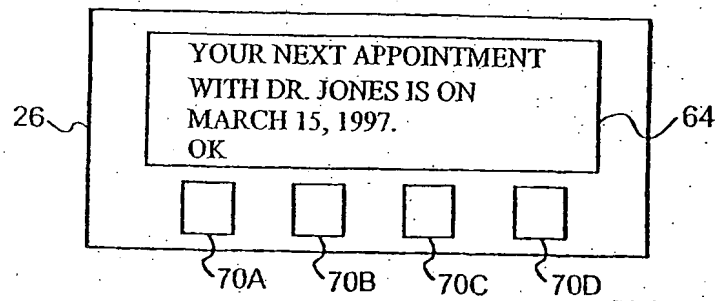 YOUR NEXT APPOINTMENT
WITH DR. JONES IS ON
MARCH 15, 1997.
OK
26
64
70A 70B 70C 70D